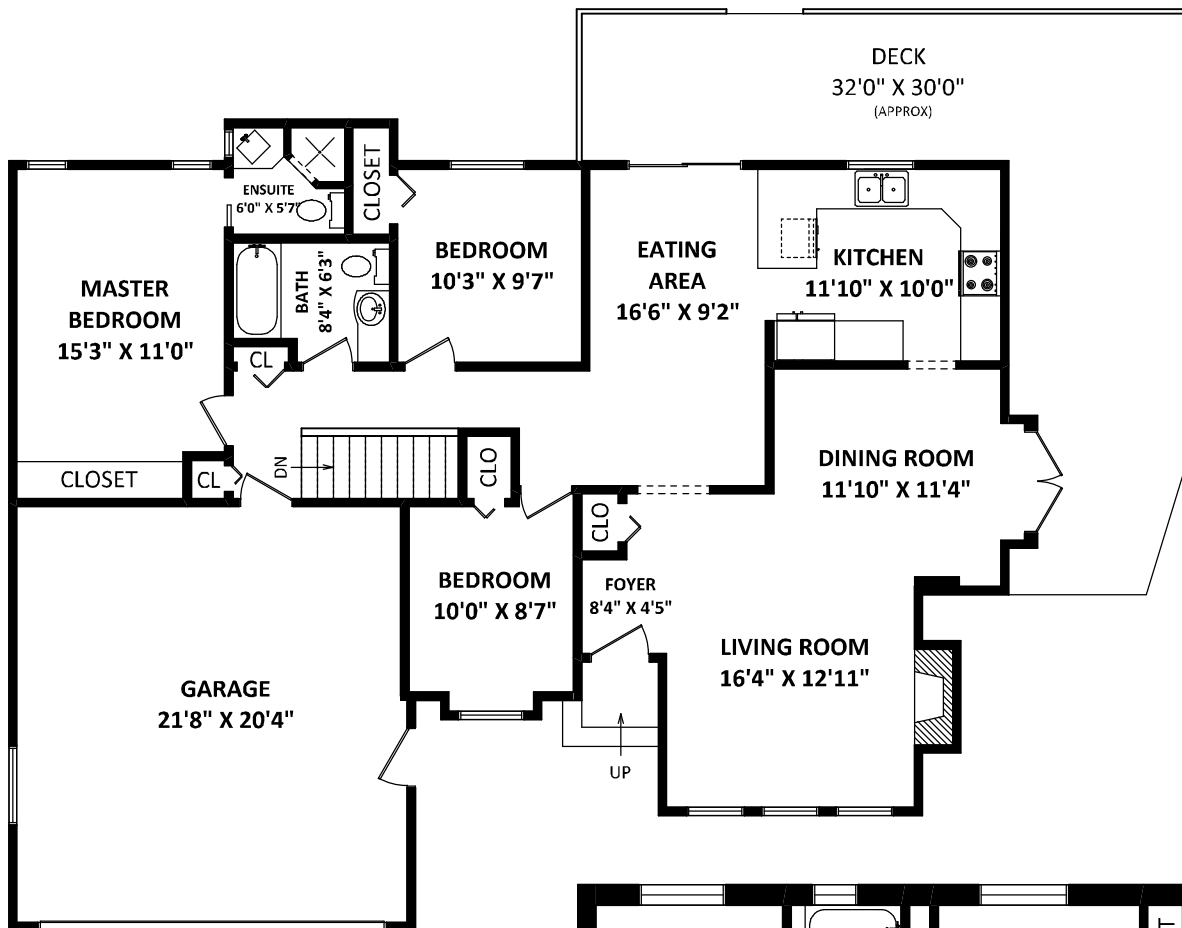 DECK
32'0" X 30'0"
(APPROX)
CLOSET
ENSUITE
6'0" X 5'7"
BEDROOM
10'3" X 9'7"
EATING
AREA
16'6" X 9'2"
KITCHEN
11'10" X 10'0"
MASTER
BEDROOM
15'3" X 11'0"
BATH
8'4" X 6'3"
CL
DN
CLO
CLOSET
CL
DINING ROOM
11'10" X 11'4"
CLO
BEDROOM
10'0" X 8'7"
FOYER
8'4" X 4'5"
LIVING ROOM
16'4" X 12'11"
GARAGE
21'8" X 20'4"
UP